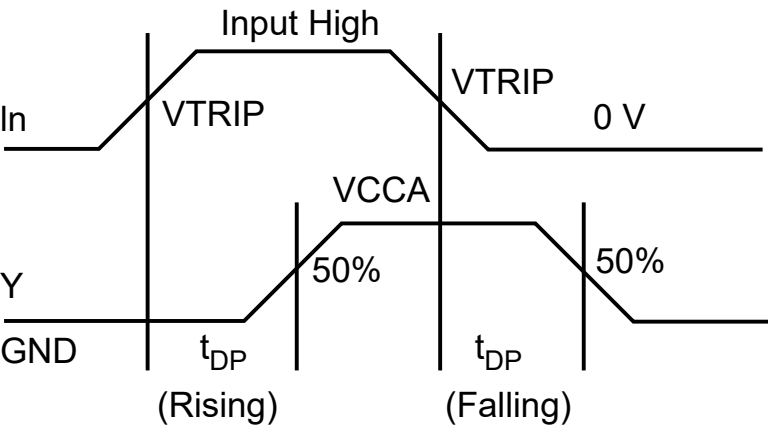 Input High
VTRIP
In
VTRIP
0 V
VCCA
50%
50%
Y
GND
tDP
tDP
(Rising)
(Falling)